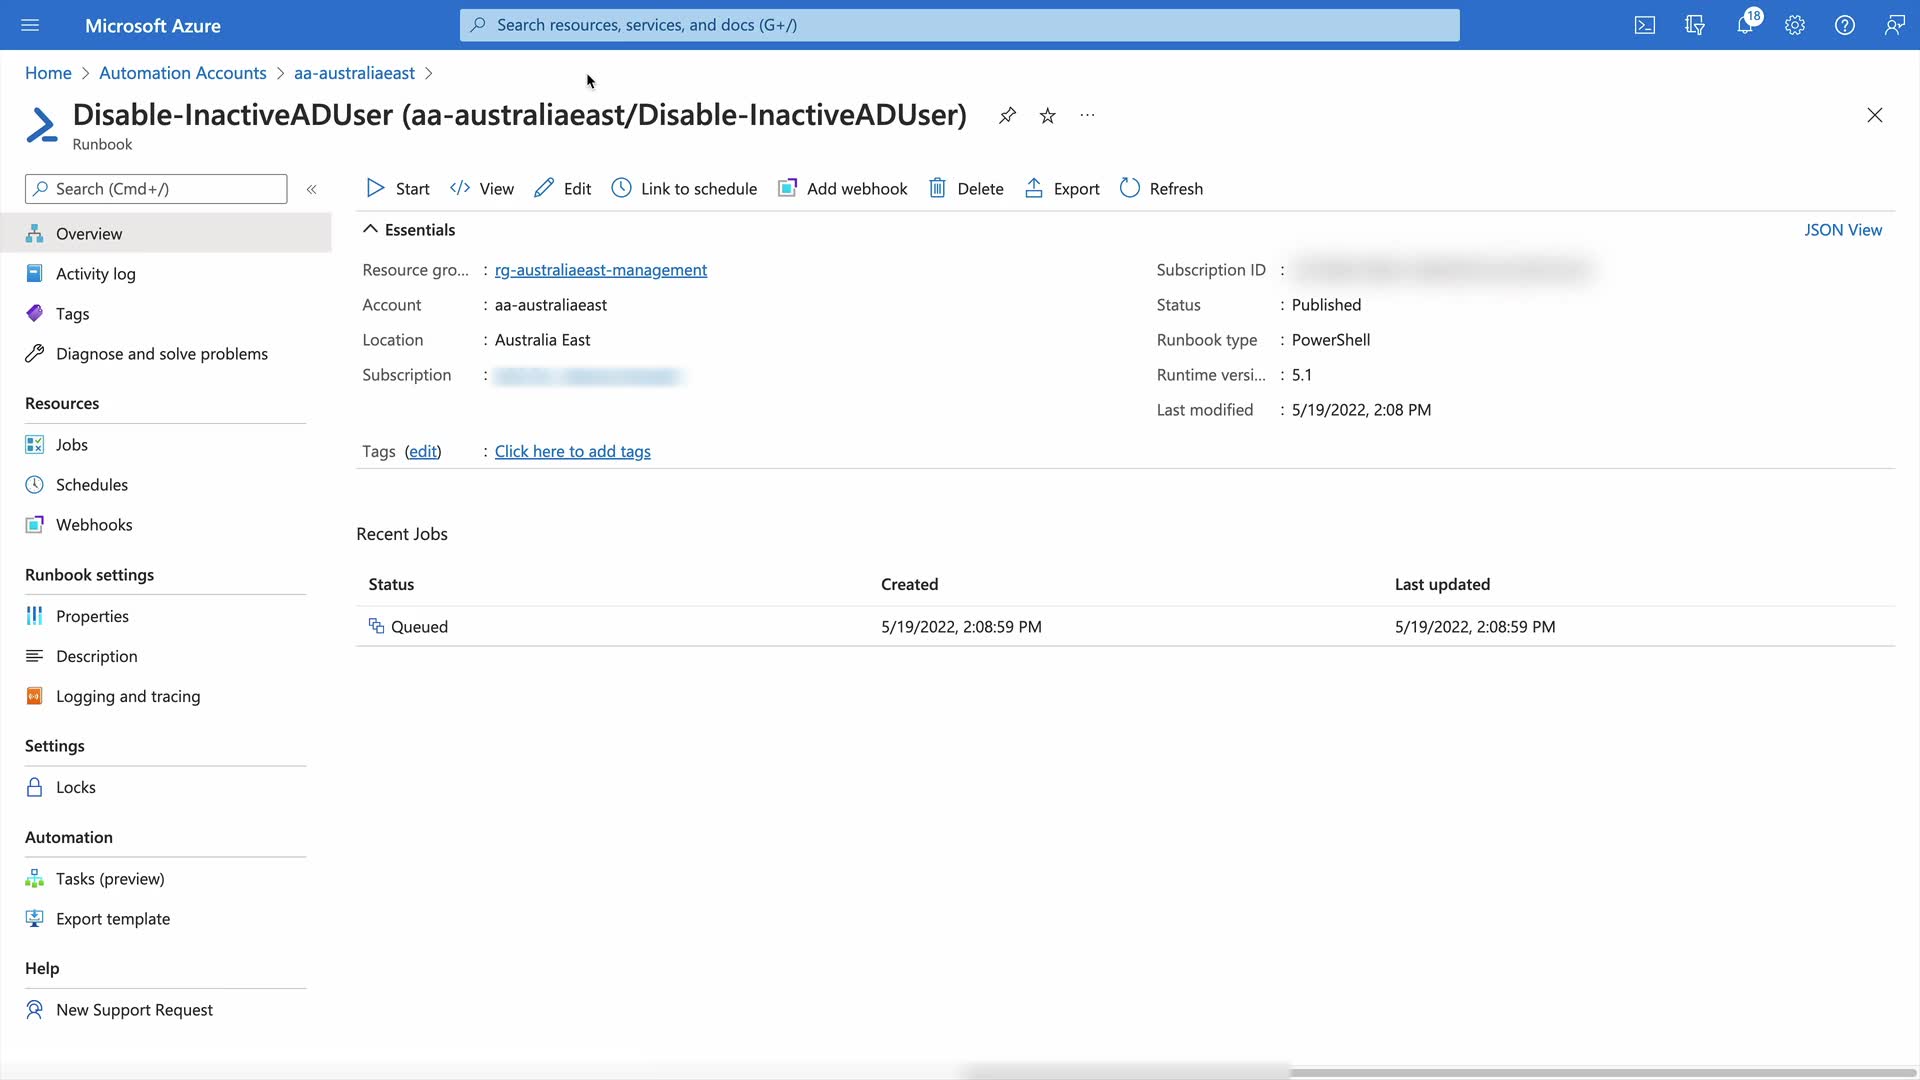 Microsoft Azure
Search resources, services, and docs (G+/)
18
Home > Automation Accounts > aa-australiaeast >
Disable-InactiveADUser (aa-australiaeast/Disable-InactiveADUser)
Runbook
Search (Cmd+/)
Start View Edit Link to schedule Add webhook Delete Export Refresh
Overview
Activity log
Tags
Diagnose and solve problems
Resources
Jobs
Schedules
Webhooks
Runbook settings
Properties
Description
Logging and tracing
Settings
Locks
Automation
Tasks (preview)
Export template
Help
New Support Request
Essentials
JSON View
Resource gro... : rg-australiaeast-management
Account : aa-australiaeast
Location : Australia East
Subscription :
Subscription ID :
Status : Published
Runbook type : PowerShell
Runtime versi... : 5.1
Last modified : 5/19/2022, 2:08 PM
Tags (edit) : Click here to add tags
Recent Jobs
Status Created Last updated
Queued 5/19/2022, 2:08:59 PM 5/19/2022, 2:08:59 PM